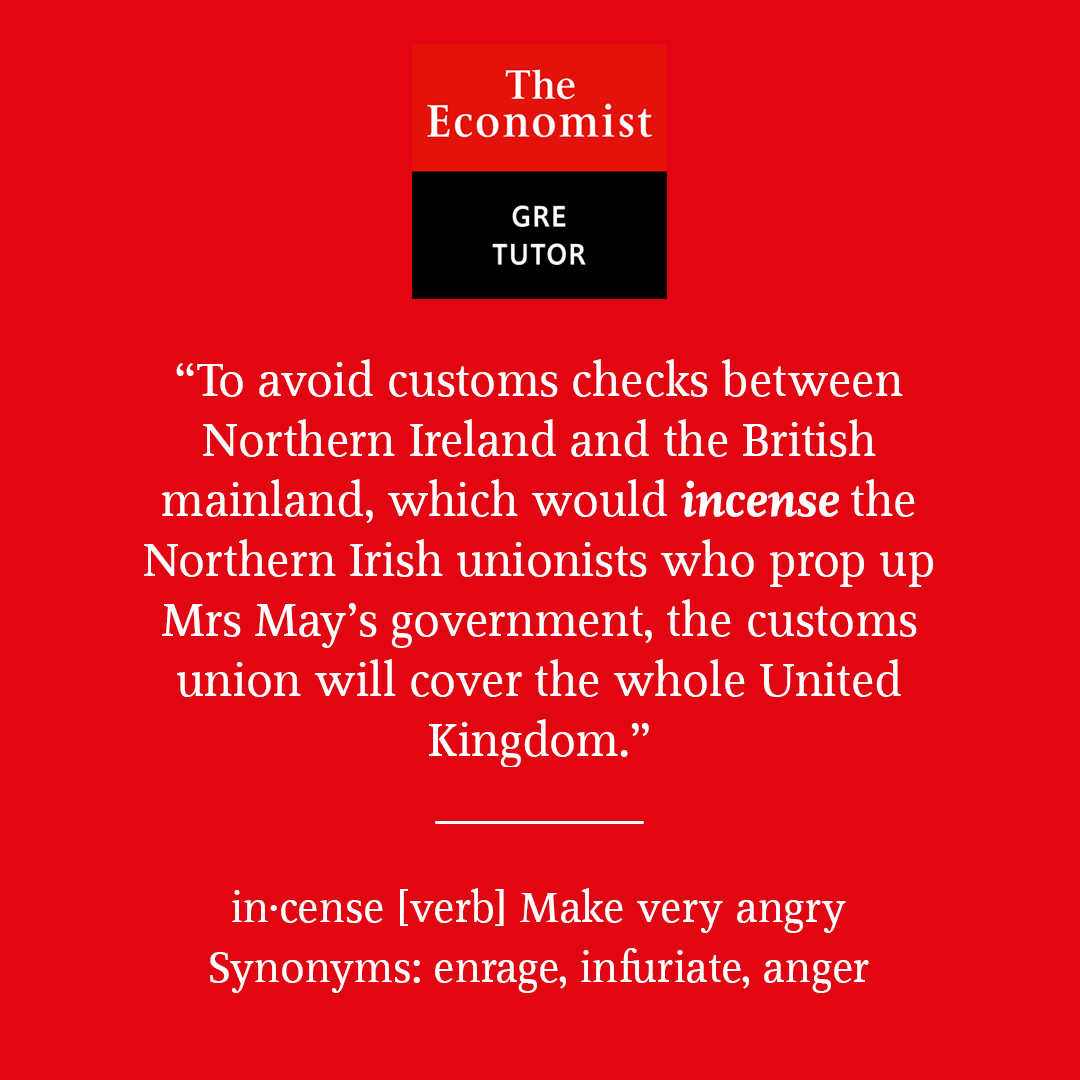 The
Economist
GRE
TUTOR
“To avoid customs checks between
Northern Ireland and the British
mainland, which would incense the
Northern Irish unionists who prop up
Mrs May’s government, the customs
union will cover the whole United
Kingdom.”
in·cense [verb] Make very angry
Synonyms: enrage, infuriate, anger